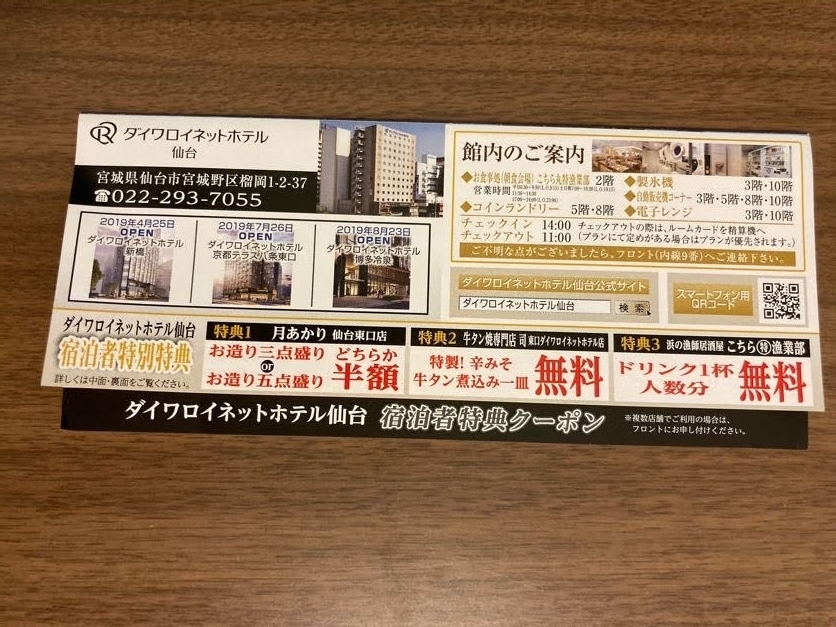 ダイワロイネットホテル
仙台
宮城県仙台市宮城野区榴岡1-2-37
☎022-293-7055
2019年4月25日
OPEN
ダイワロイネットホテル
新橋
2019年7月26日
OPEN
ダイワロイネットホテル
京都テラス八条東口
2019年8月23日
OPEN
ダイワロイネットホテル
博多冷泉
館内のご案内
◆お食事処(朝食会場)こちら丸特漁業部 2階
営業時間
◆コインランドリー 5階・8階
◆製氷機 3階・10階
◆自動販売機コーナー 3階・5階・8階・10階
◆電子レンジ 3階・10階
チェックイン 14:00 チェックアウトの際は、ルームカードを精算機へ
チェックアウト 11:00 (プランにて定めがある場合はプランが優先されます。)
ご不明な点がございましたら、フロント(内線9番)へご連絡下さい。
ダイワロイネットホテル仙台公式サイト
ダイワロイネットホテル仙台 検索
スマートフォン用
QRコード
ダイワロイネットホテル仙台
宿泊者特別特典
詳しくは中面・裏面をご覧ください。
特典1 月あかり 仙台東口店
お造り三点盛り
or
お造り五点盛り
どちらか
半額
特典2 牛タン焼専門店 司 東口ダイワロイネットホテル店
特製!辛みそ
牛タン煮込み一皿
無料
特典3 浜の漁師居酒屋 こちら㊕漁業部
ドリンク1杯
人数分
無料
ダイワロイネットホテル仙台 宿泊者特典クーポン
※複数店舗でご利用の場合は、
フロントにお申し付けください。